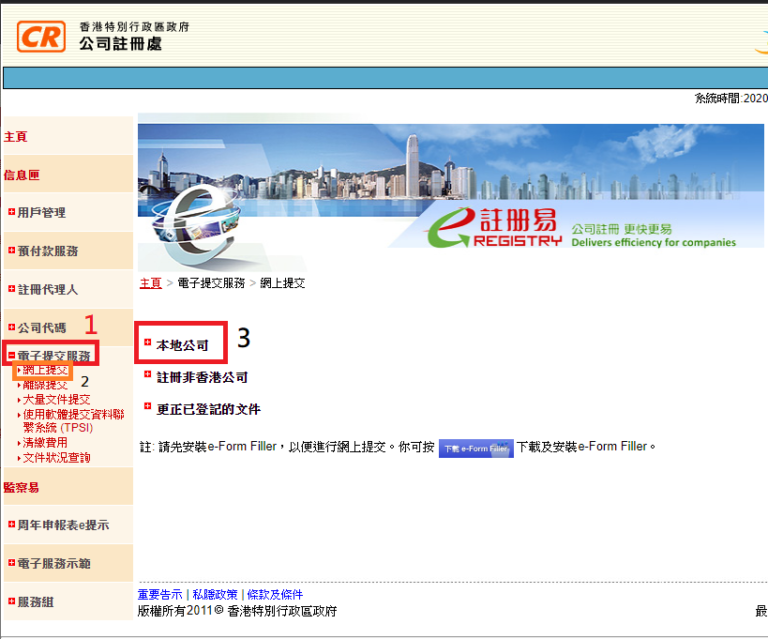 CR
香港特別行政區政府
公司註冊處
系統時間:2020
主頁
信息匣
用戶管理
預付款服務
註冊代理人
公司代碼
1
電子提交服務
網上提交
離線提交
2
大量文件提交
使用軟體提交資料聯
繫系統 (TPSI)
清繳費用
文件狀況查詢
監察易
周年申報表e提示
電子服務示範
服務組
註冊易
e REGISTRY
公司註冊 更快更易
Delivers efficiency for companies
主頁 > 電子提交服務 > 網上提交
本地公司
3
註冊非香港公司
更正已登記的文件
註: 請先安裝e-Form Filler，以便進行網上提交。你可按 下載 e-Form Filler 下載及安裝e-Form Filler。
重要告示 | 私隱政策 | 條款及條件
版權所有2011© 香港特別行政區政府
最